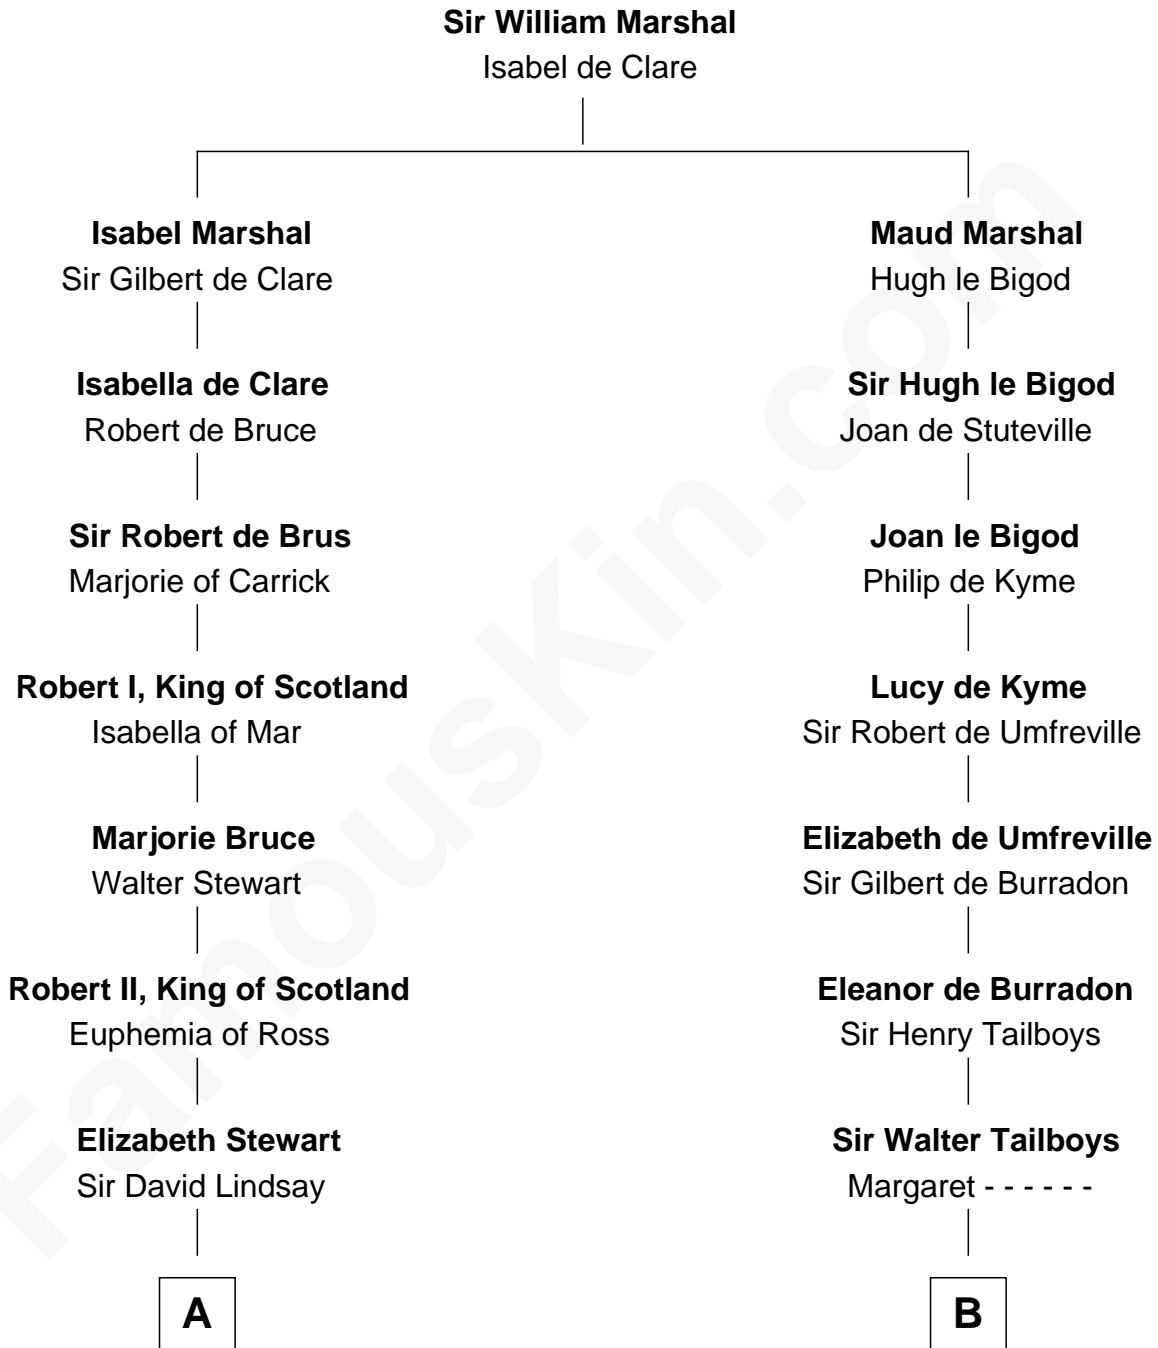 Sir William Marshal
Isabel de Clare
Isabel Marshal
Sir Gilbert de Clare
Isabella de Clare
Robert de Bruce
Sir Robert de Brus
Marjorie of Carrick
Robert I, King of Scotland
Isabella of Mar
Marjorie Bruce
Walter Stewart
Robert II, King of Scotland
Euphemia of Ross
Elizabeth Stewart
Sir David Lindsay
A
Maud Marshal
Hugh le Bigod
Sir Hugh le Bigod
Joan de Stuteville
Joan le Bigod
Philip de Kyme
Lucy de Kyme
Sir Robert de Umfreville
Elizabeth de Umfreville
Sir Gilbert de Burradon
Eleanor de Burradon
Sir Henry Tailboys
Sir Walter Tailboys
Margaret - - - - - -
B
FamousKin.com